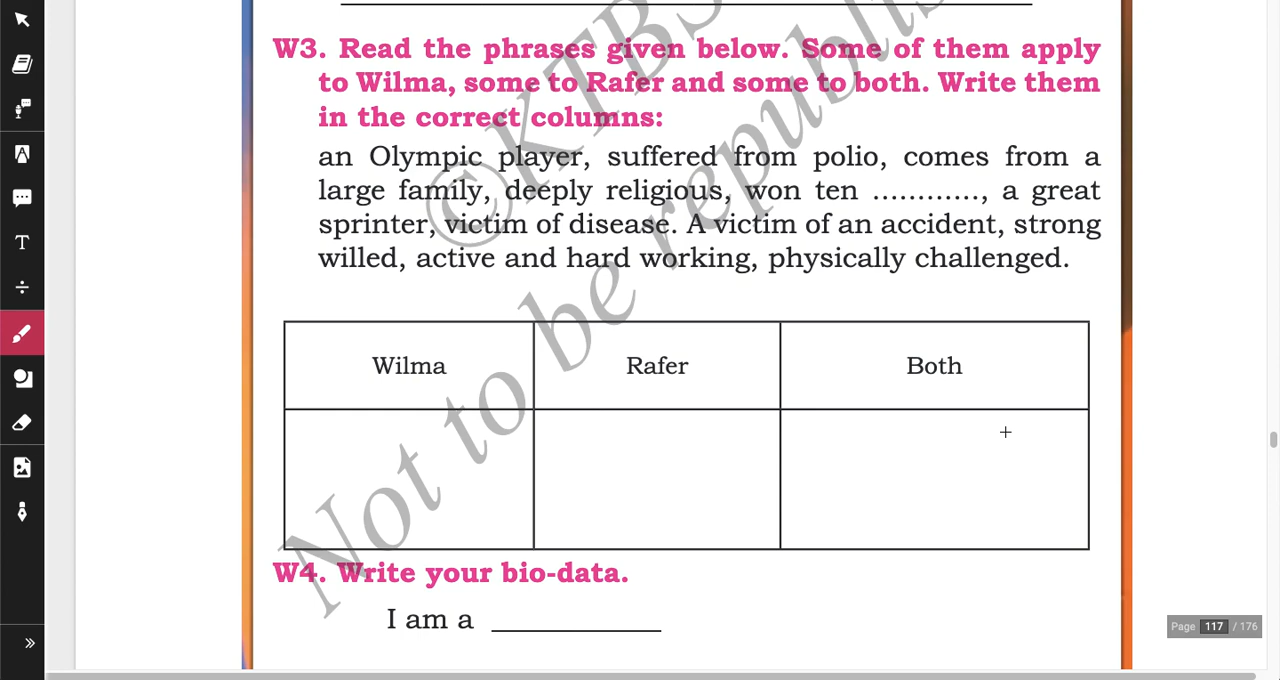 W3. Read the phrases given below. Some of them apply
to Wilma, some to Rafer and some to both. Write them
in the correct columns:
an Olympic player, suffered from polio, comes from a
large family, deeply religious, won ten ............, a great
sprinter, victim of disease. A victim of an accident, strong
willed, active and hard working, physically challenged.
Wilma Rafer Both
W4. Write your bio-data.
I am a __________
Page 117 / 176
©KTBS
Not to be republis